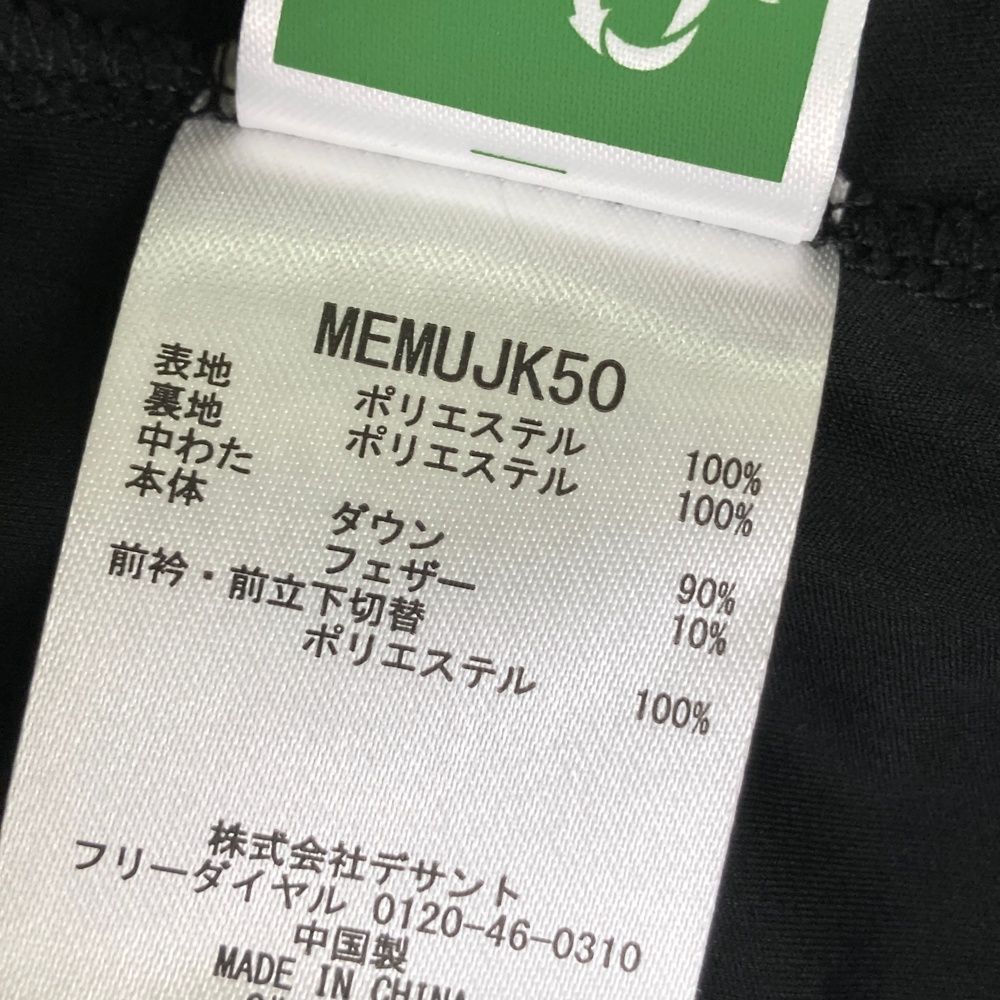 MEMUJK50
表地 ポリエステル 100%
裏地 ポリエステル 100%
中わた
本体 ダウン 90%
フェザー 10%
前衿・前立下切替
ポリエステル 100%
株式会社デサント
フリーダイヤル 0120-46-0310
中国製
MADE IN CHINA